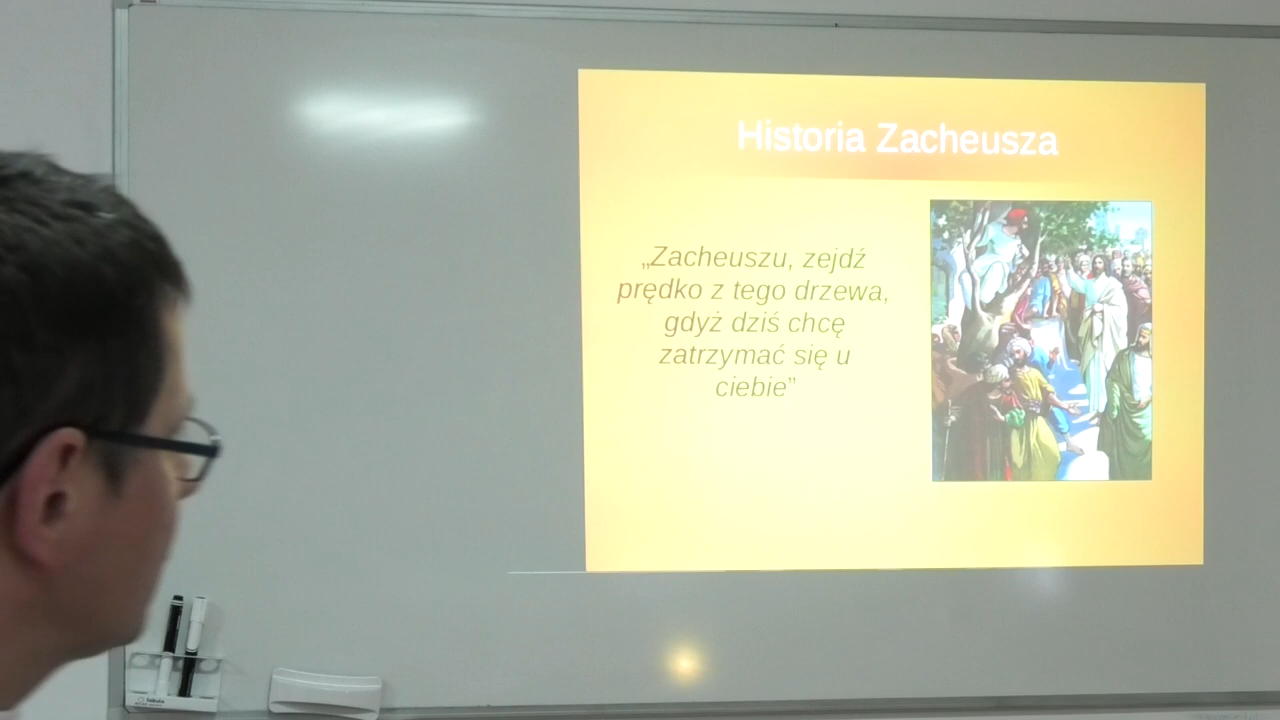 Historia Zacheusza
„Zacheuszu, zejdź
prędko z tego drzewa,
gdyż dziś chcę
zatrzymać się u
ciebie”